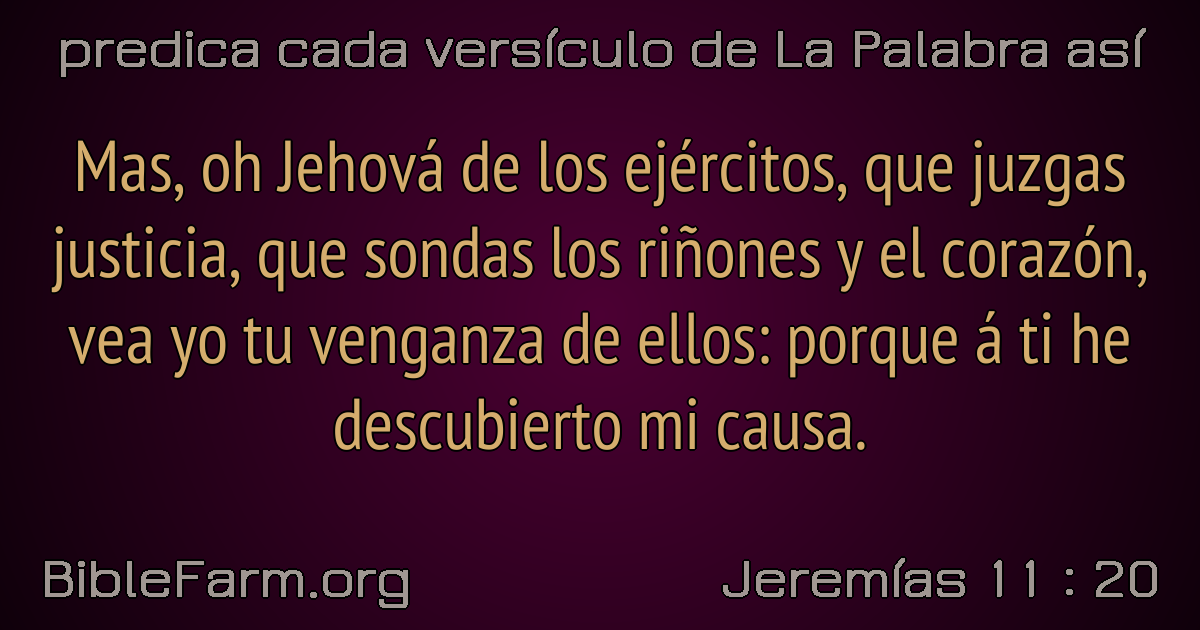 predica cada versículo de La Palabra así
Mas, oh Jehová de los ejércitos, que juzgas
justicia, que sondas los riñones y el corazón,
vea yo tu venganza de ellos: porque á ti he
descubierto mi causa.
BibleFarm.org
Jeremías 11 : 20